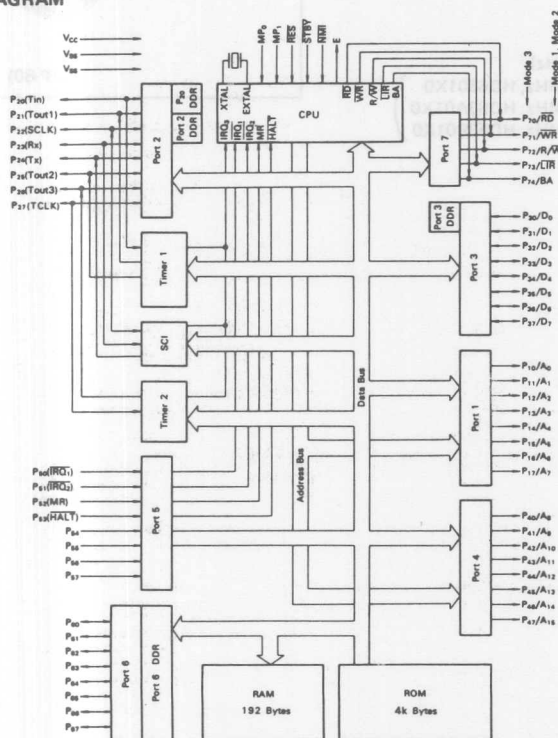 AGRAM
VCC
VSS
VSS
P20(Tin)
P21(Tout1)
P22(SCLK)
P23(Rx)
P24(Tx)
P25(Tout2)
P26(Tout3)
P27(TCLK)
P20
DDR
Port 2
DDR
Port 2
XTAL
EXTAL
MP0
MP1
RES
STBY
NMI
E
CPU
IRQ3
IRQ1
IRQ2
MR
HALT
RD
WR
R/W
LIR
BA
Port 7
Mode 3
Mode 1, Mode 2
P70/RD
P71/WR
P72/R/W
P73/LIR
P74/BA
Timer 1
SCI
Timer 2
Port 3
DDR
Port 3
P30/D0
P31/D1
P32/D2
P33/D3
P34/D4
P35/D5
P36/D6
P37/D7
Port 1
P10/A0
P11/A1
P12/A2
P13/A3
P14/A4
P15/A5
P16/A6
P17/A7
Data Bus
Address Bus
P50(IRQ1)
P51(IRQ2)
P52(MR)
P53(HALT)
P54
P55
P56
P57
Port 5
Port 4
P40/A8
P41/A9
P42/A10
P43/A11
P44/A12
P45/A13
P46/A14
P47/A15
P60
P61
P62
P63
P64
P65
P66
P67
Port 6
Port 6 DDR
RAM
192 Bytes
ROM
4k Bytes